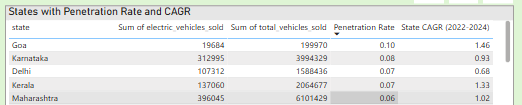 States with Penetration Rate and CAGR
state Sum of electric_vehicles_sold Sum of total_vehicles_sold Penetration Rate State CAGR (2022-2024)
Goa 19684 199970 0.10 1.46
Karnataka 312995 3994329 0.08 0.93
Delhi 107312 1588436 0.07 0.68
Kerala 137060 2064677 0.07 1.33
Maharashtra 396045 6101429 0.06 1.02